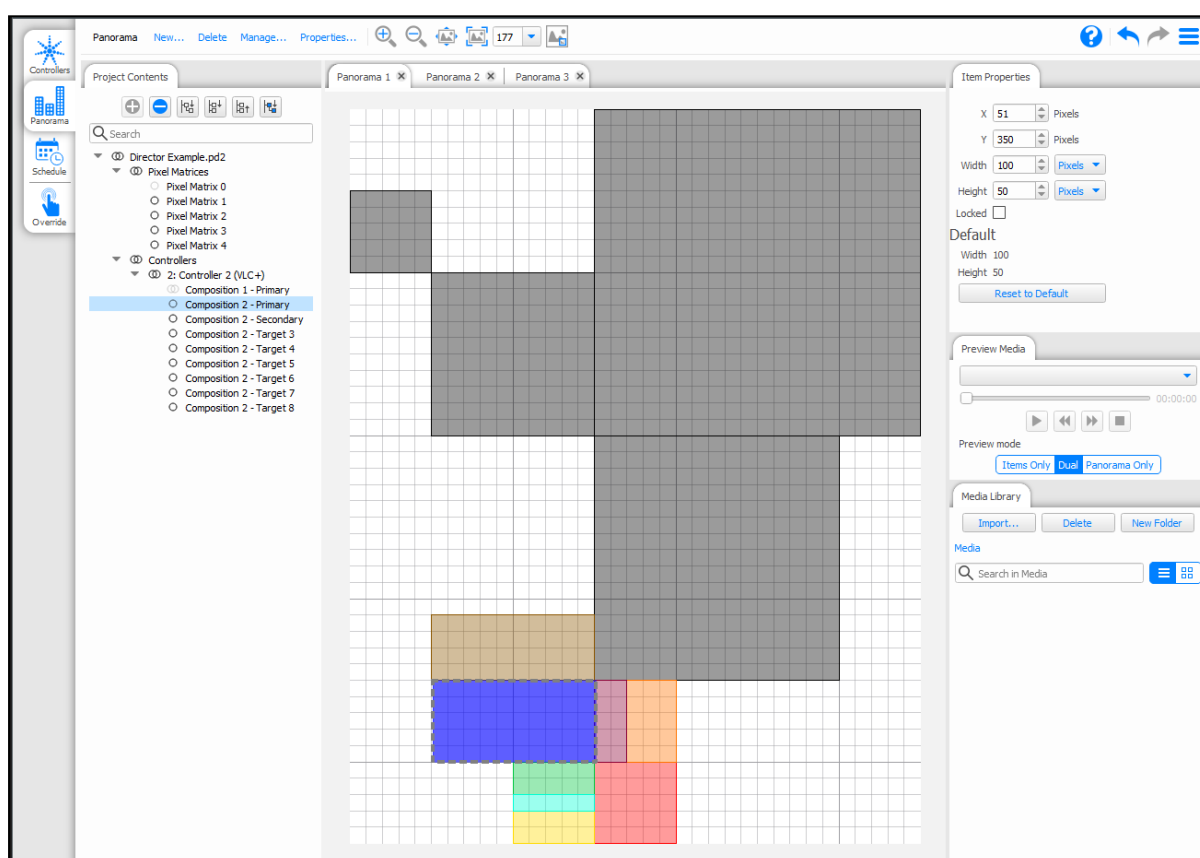 Panorama New... Delete Manage... Properties... 177
Controllers
Panorama
Schedule
Override
Project Contents
Search
Director Example.pd2
Pixel Matrices
Pixel Matrix 0
Pixel Matrix 1
Pixel Matrix 2
Pixel Matrix 3
Pixel Matrix 4
Controllers
2: Controller 2 (VLC+)
Composition 1 - Primary
Composition 2 - Primary
Composition 2 - Secondary
Composition 2 - Target 3
Composition 2 - Target 4
Composition 2 - Target 5
Composition 2 - Target 6
Composition 2 - Target 7
Composition 2 - Target 8
Panorama 1 Panorama 2 Panorama 3
Item Properties
X 51 Pixels
Y 350 Pixels
Width 100 Pixels
Height 50 Pixels
Locked
Default
Width 100
Height 50
Reset to Default
Preview Media
00:00:00
Preview mode
Items Only Dual Panorama Only
Media Library
Import... Delete New Folder
Media
Search in Media